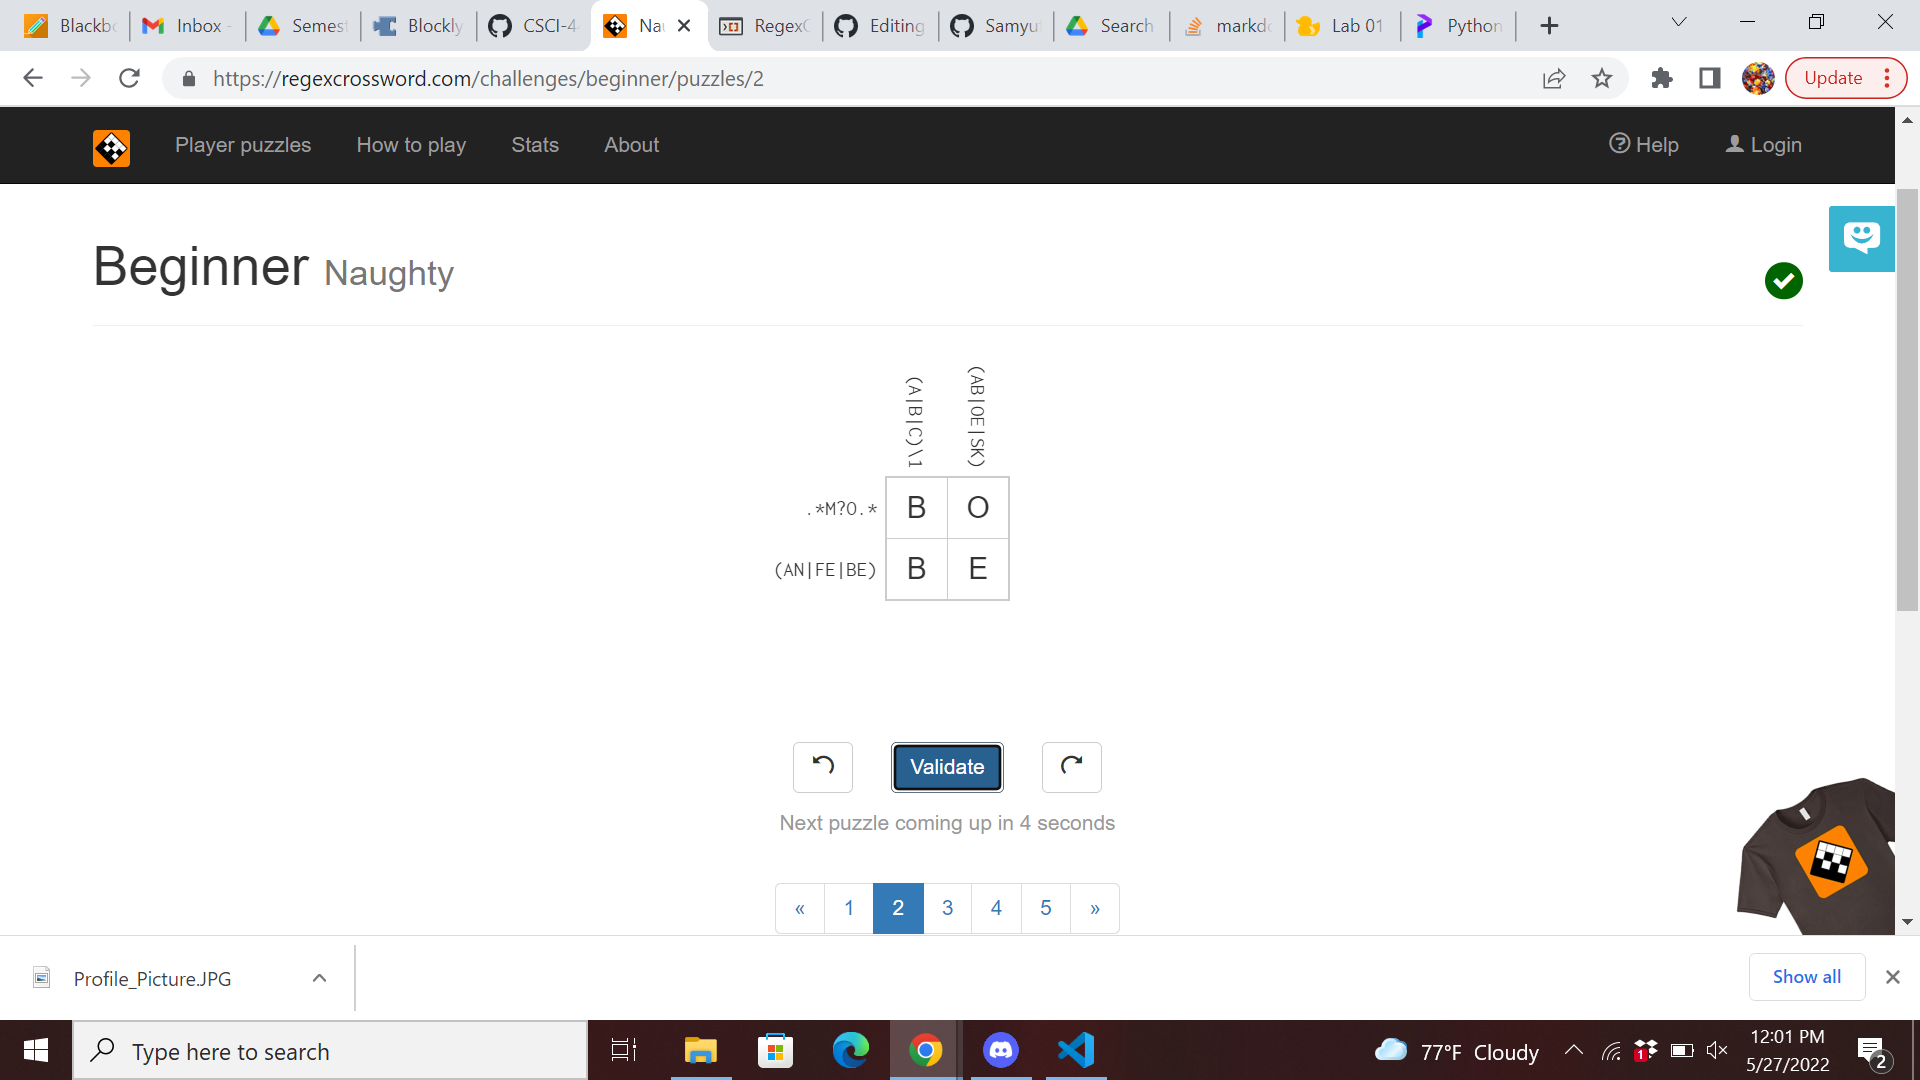 Blackb
Inbox -
Semest
Blockly
CSCI-4
Nau
RegexC
Editing
Samyu
Search
markdo
Lab 01
Python
https://regexcrossword.com/challenges/beginner/puzzles/2
Update
Player puzzles
How to play
Stats
About
Help
Login
Beginner Naughty
(A|B|C)\1
(AB|OE|SK)
.*M?O.*
B
O
(AN|FE|BE)
B
E
Validate
Next puzzle coming up in 4 seconds
«
1
2
3
4
5
»
Profile_Picture.JPG
Show all
Type here to search
1
77°F Cloudy
12:01 PM
5/27/2022
2